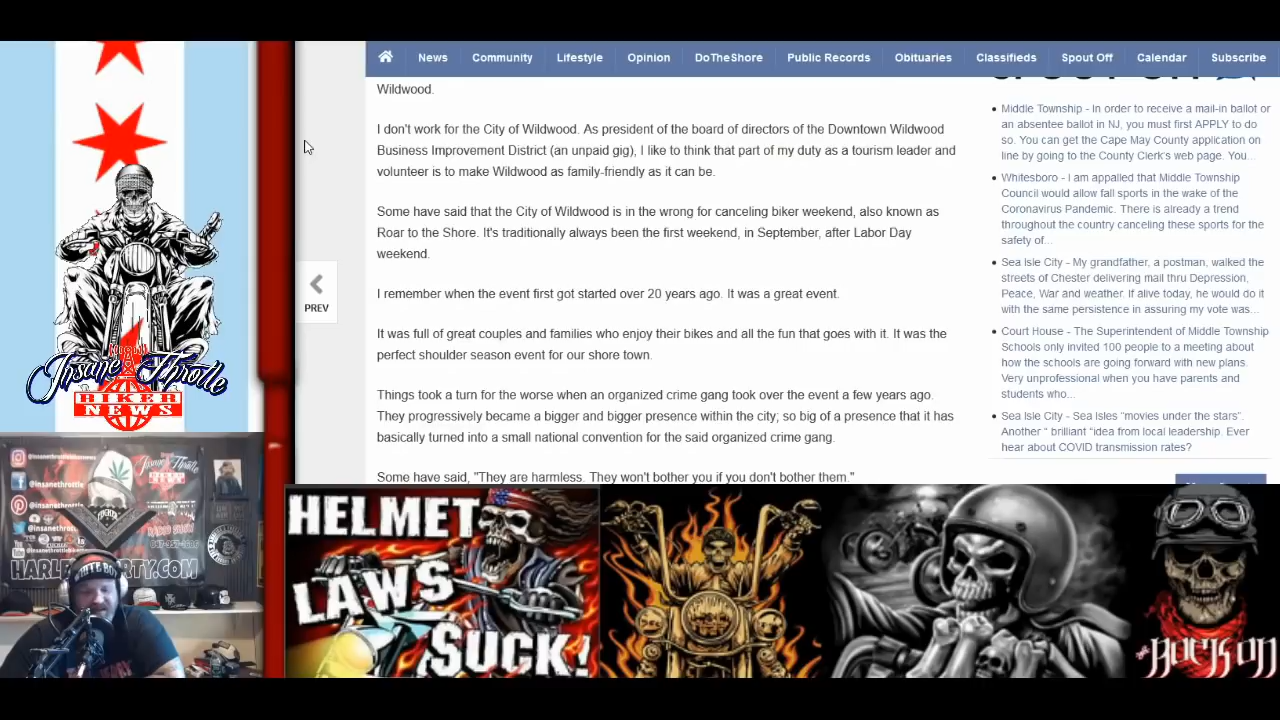 News Community Lifestyle Opinion DoTheShore Public Records Obituaries Classifieds Spout Off Calendar Subscribe
Wildwood.
I don't work for the City of Wildwood. As president of the board of directors of the Downtown Wildwood
Business Improvement District (an unpaid gig), I like to think that part of my duty as a tourism leader and
volunteer is to make Wildwood as family-friendly as it can be.
Some have said that the City of Wildwood is in the wrong for canceling biker weekend, also known as
Roar to the Shore. It's traditionally always been the first weekend, in September, after Labor Day
weekend.
I remember when the event first got started over 20 years ago. It was a great event.
It was full of great couples and families who enjoy their bikes and all the fun that goes with it. It was the
perfect shoulder season event for our shore town.
Things took a turn for the worse when an organized crime gang took over the event a few years ago.
They progressively became a bigger and bigger presence within the city; so big of a presence that it has
basically turned into a small national convention for the said organized crime gang.
Some have said, "They are harmless. They won't bother you if you don't bother them."
PREV
Middle Township - In order to receive a mail-in ballot or
an absentee ballot in NJ, you must first APPLY to do
so. You can get the Cape May County application on
line by going to the County Clerk's web page. You...
Whitesboro - I am appalled that Middle Township
Council would allow fall sports in the wake of the
Coronavirus Pandemic. There is already a trend
throughout the country canceling these sports for the
safety of...
Sea Isle City - My grandfather, a postman, walked the
streets of Chester delivering mail thru Depression,
Peace, War and weather. If alive today, he would do it
with the same persistence in assuring my vote was...
Court House - The Superintendent of Middle Township
Schools only invited 100 people to a meeting about
how the schools are going forward with new plans.
Very unprofessional when you have parents and
students who...
Sea Isle City - Sea Isles "movies under the stars".
Another " brilliant "idea from local leadership. Ever
hear about COVID transmission rates?
Insane Throttle
BIKER
NEWS
HELMET
LAWS
SUCK!
ROCK ON